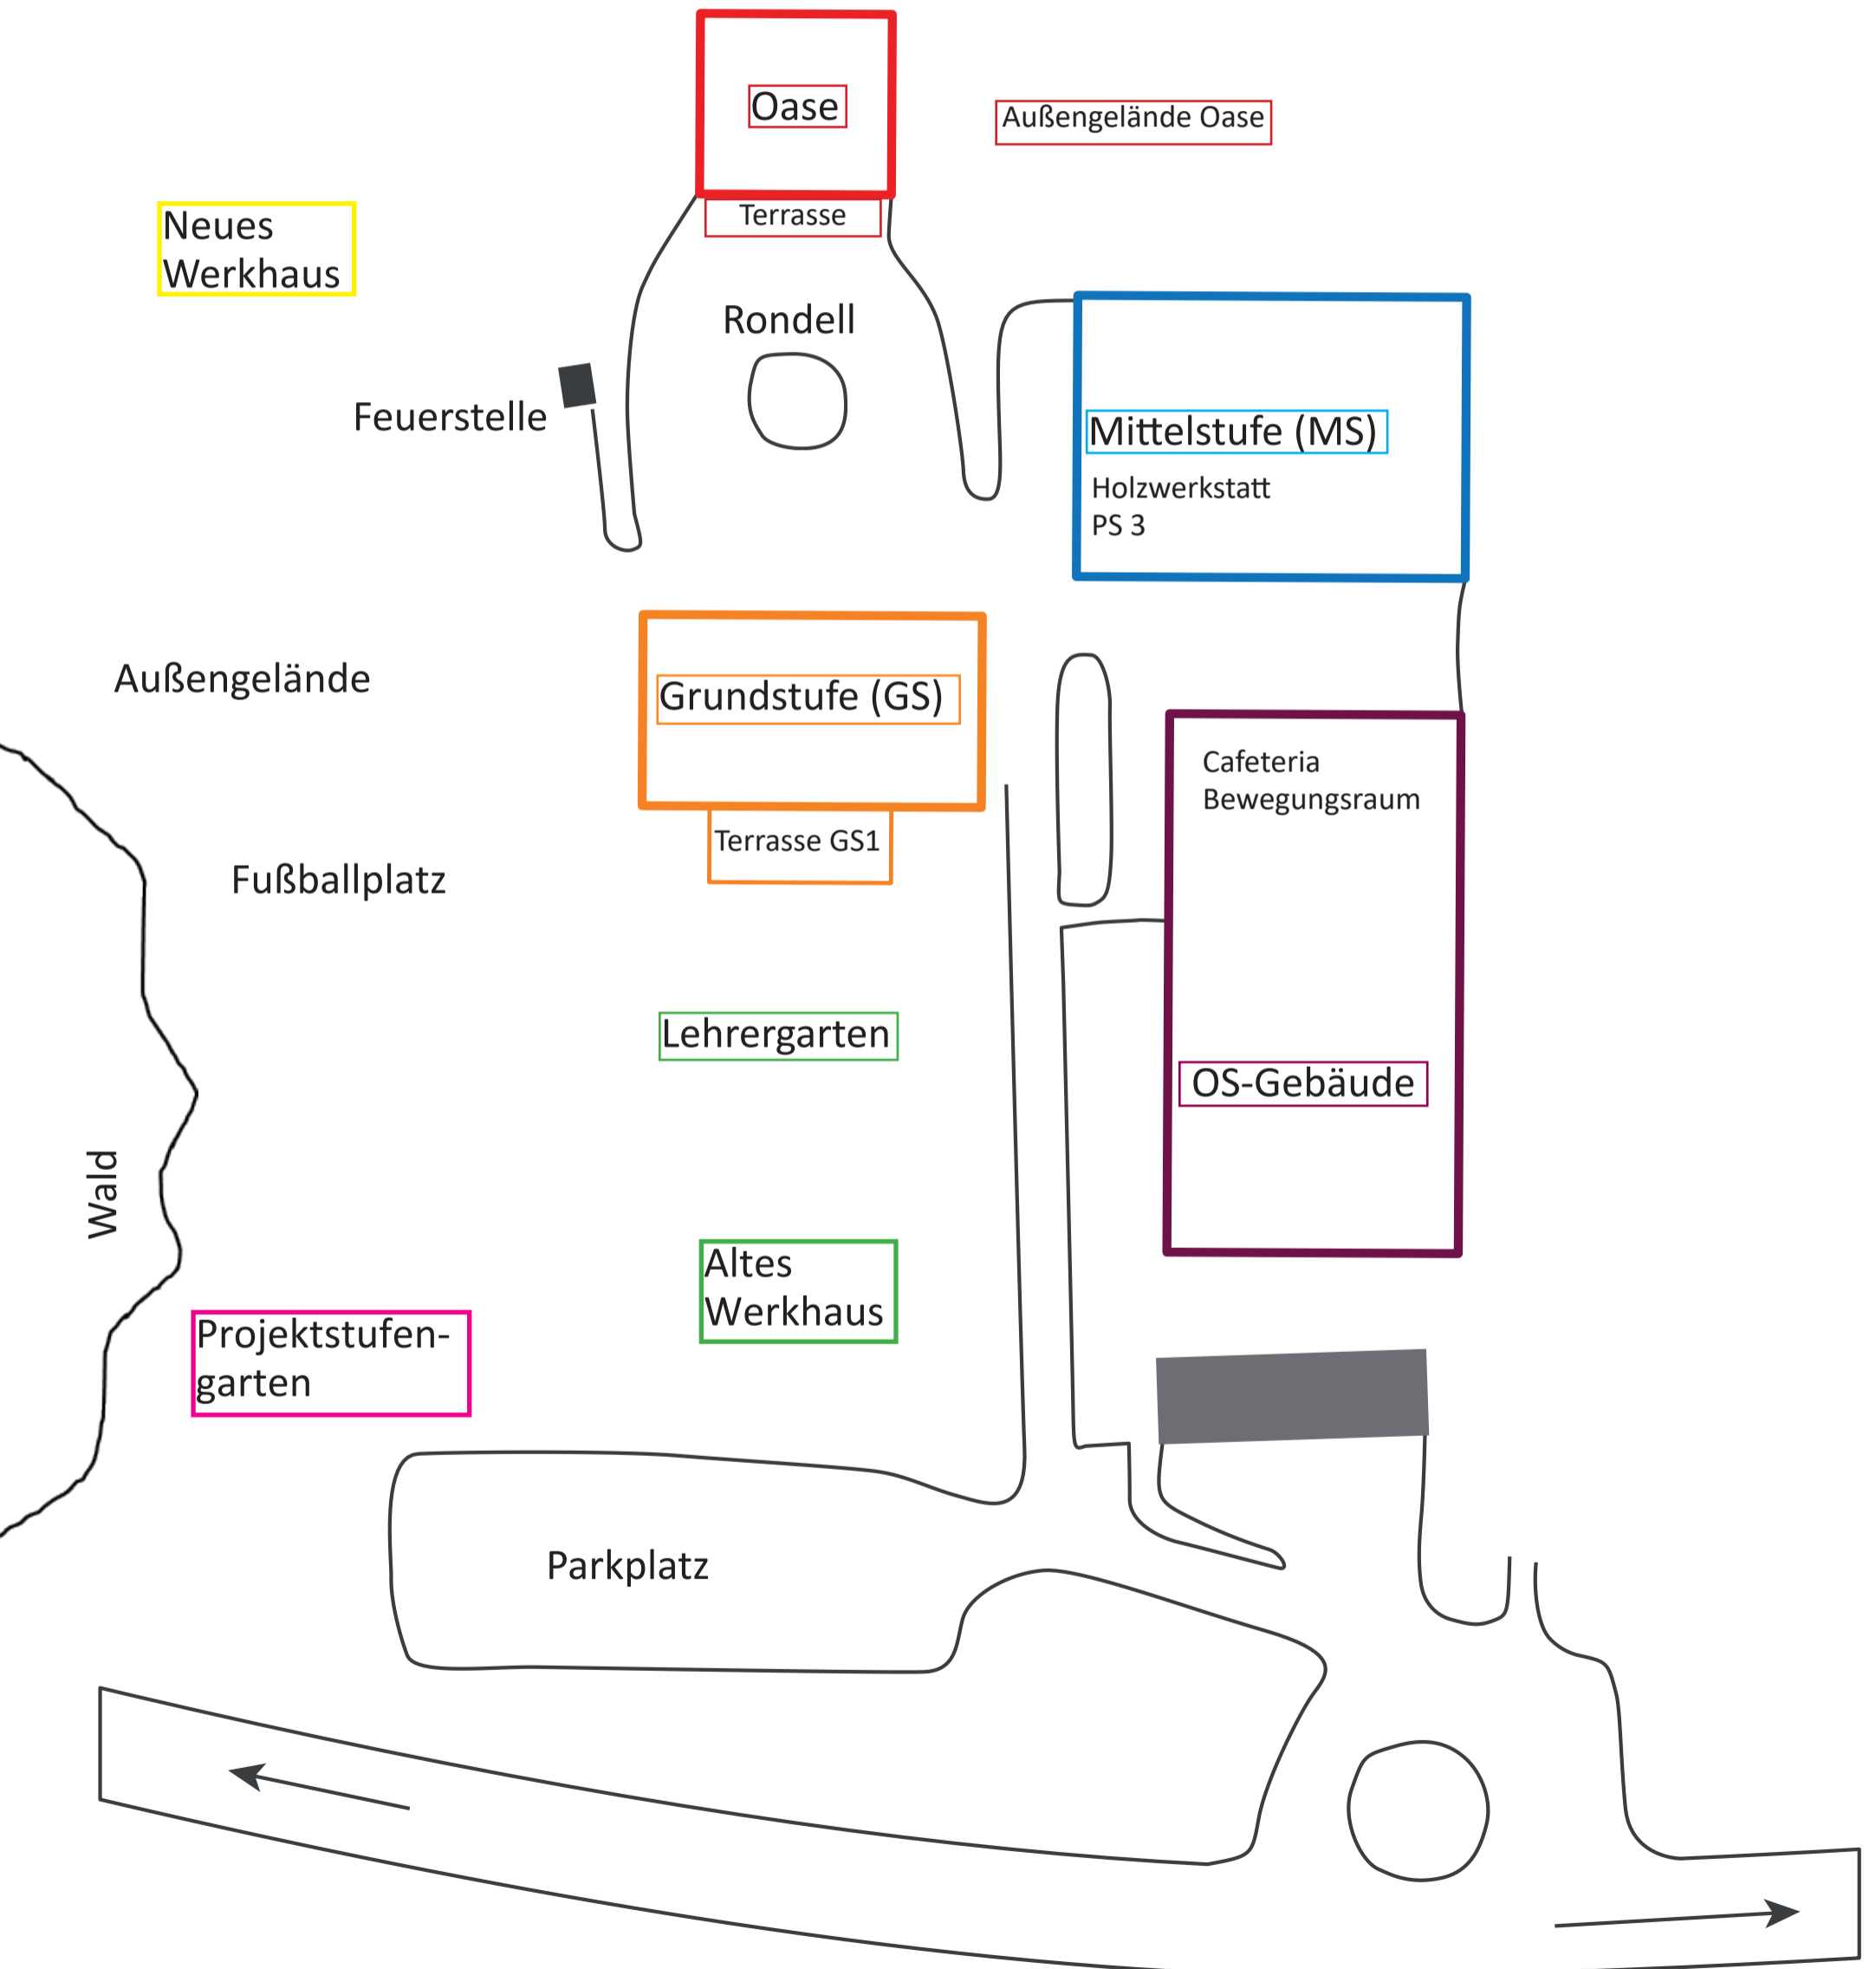 Oase
Außengelände Oase
Terrasse
Neues
Werkhaus
Rondell
Feuerstelle
Mittelstufe (MS)
Holzwerkstatt
PS 3
Außengelände
Grundstufe (GS)
Cafeteria
Bewegungsraum
Terrasse GS1
Fußballplatz
Lehrergarten
OS-Gebäude
Wald
Altes
Werkhaus
Projektstufen-
garten
Parkplatz